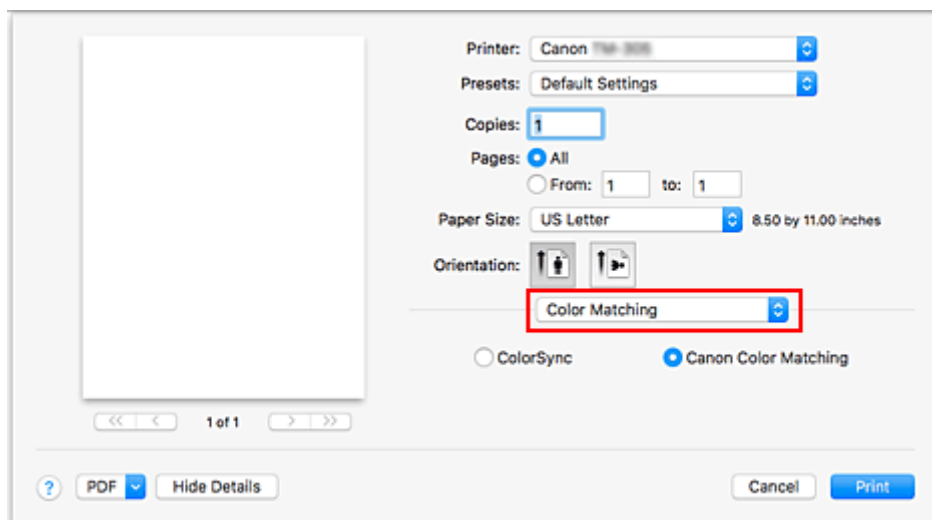 Printer: Canon
Presets: Default Settings
Copies: 1
Pages: All
From: 1 to: 1
Paper Size: US Letter 8.50 by 11.00 inches
Orientation:
Color Matching
ColorSync Canon Color Matching
<< < 1 of 1 > >>
? PDF Hide Details Cancel Print